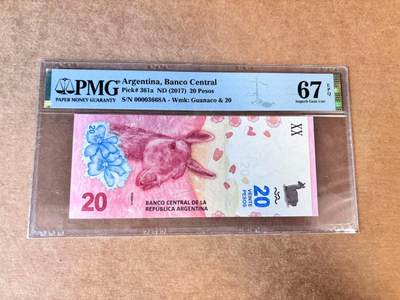 PMG
PAPER MONEY GUARANTY
Argentina, Banco Central
Pick# 361a ND (2017) 20 Pesos
S/N 00003668A - Wmk: Guanaco & 20
67 EPQ
Superb Gem Unc
20
XX
20
VEINTE
PESOS
20
BANCO CENTRAL DE LA
REPÚBLICA ARGENTINA